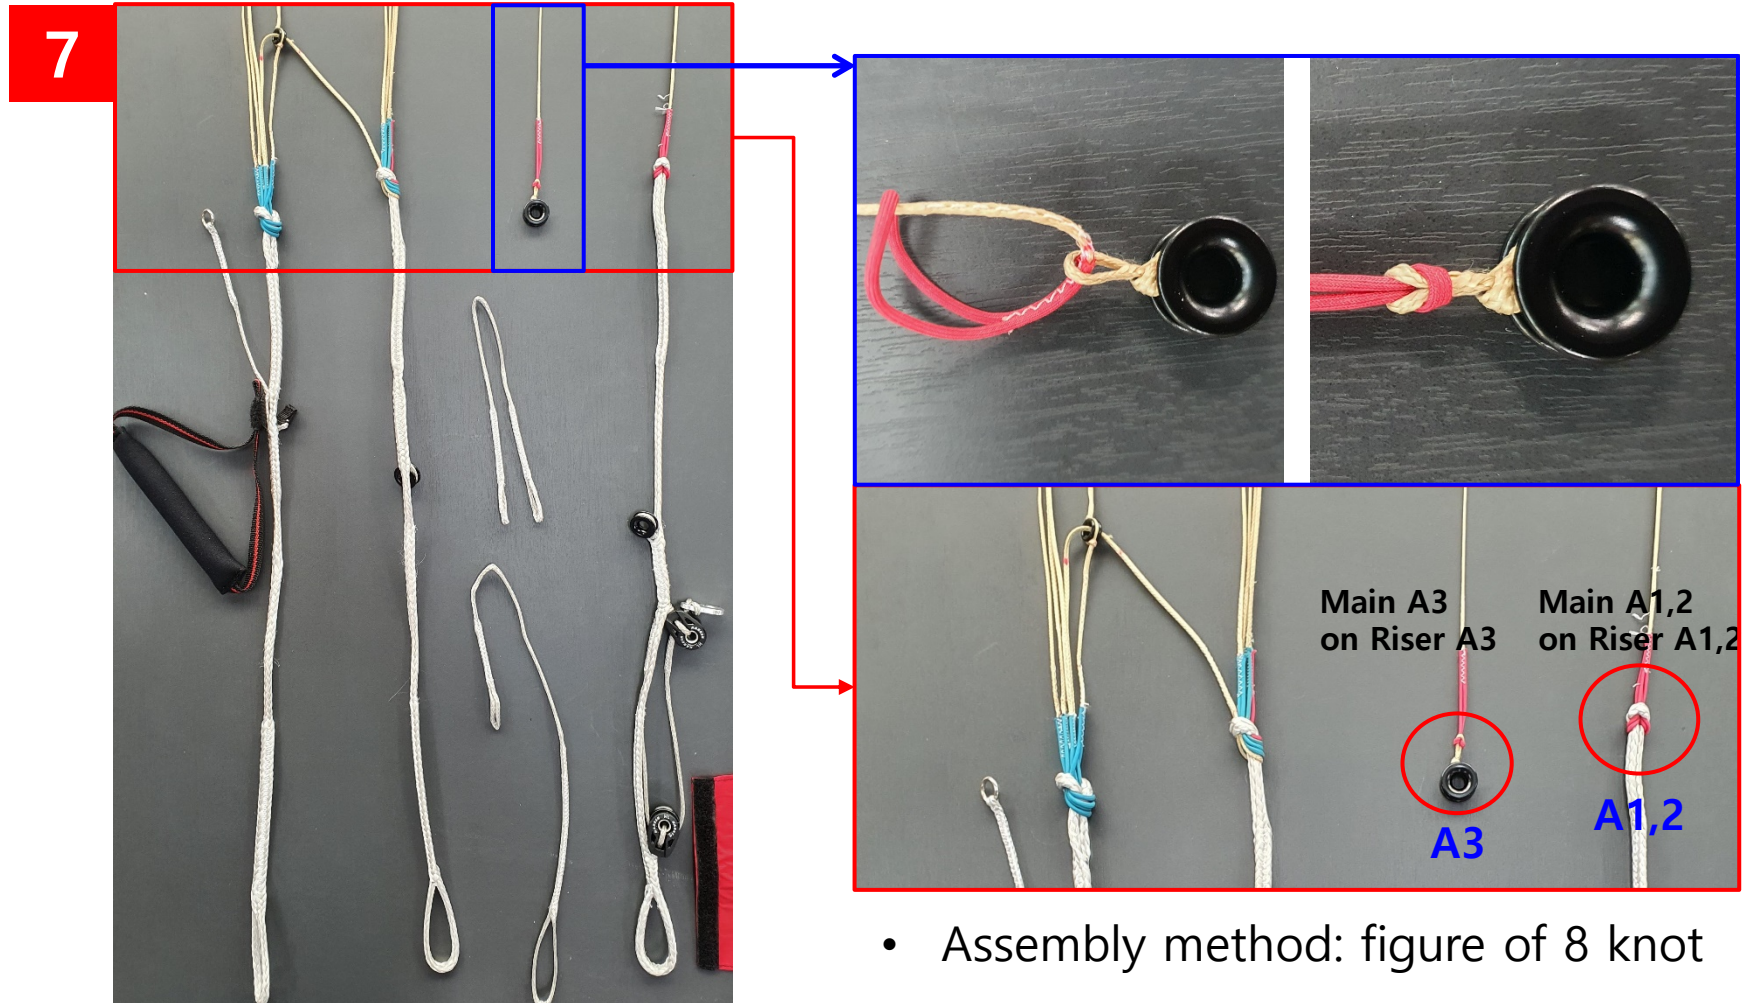 7
Main A3
on Riser A3
Main A1,2
on Riser A1,2
A3
A1,2
• Assembly method: figure of 8 knot